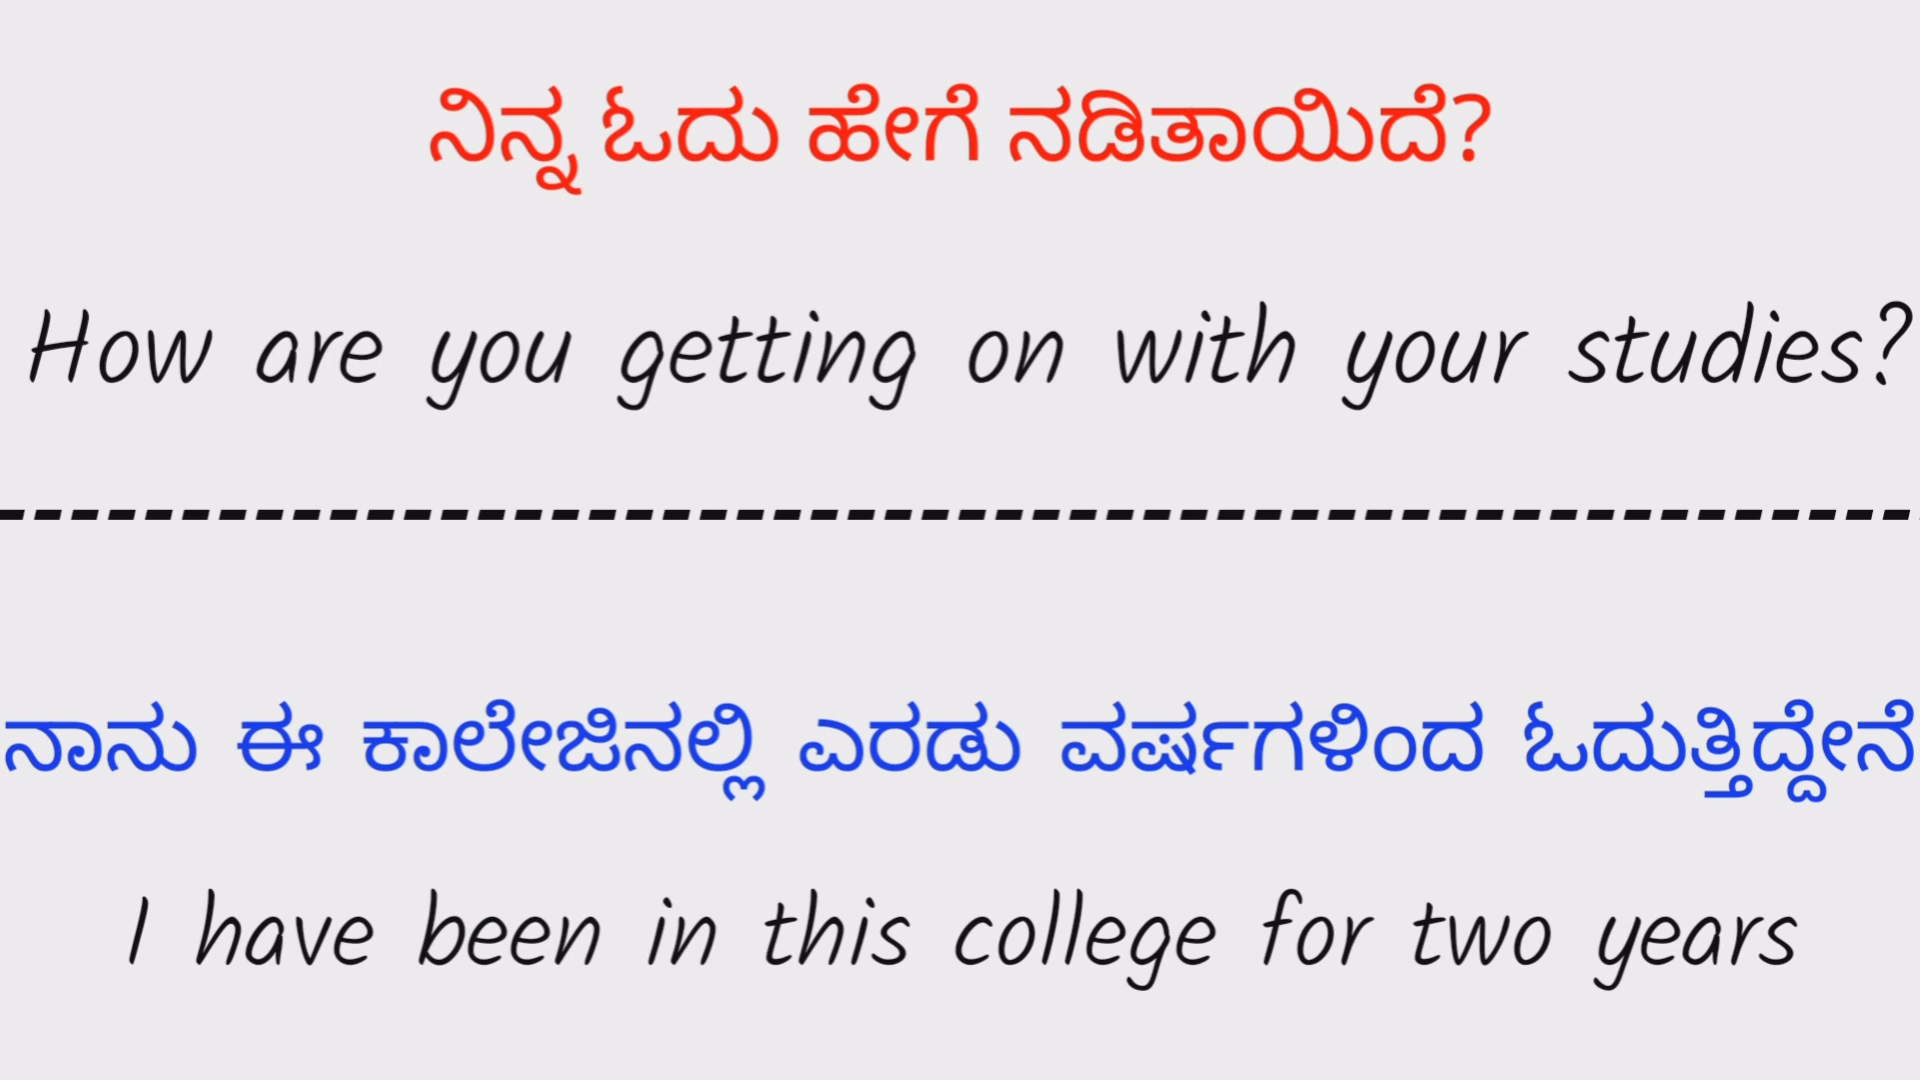 ನಿನ್ನ ಓದು ಹೇಗೆ ನಡಿತಾಯಿದೆ?
How are you getting on with your studies?
ನಾನು ಈ ಕಾಲೇಜಿನಲ್ಲಿ ಎರಡು ವರ್ಷಗಳಿಂದ ಓದುತ್ತಿದ್ದೇನೆ
I have been in this college for two years